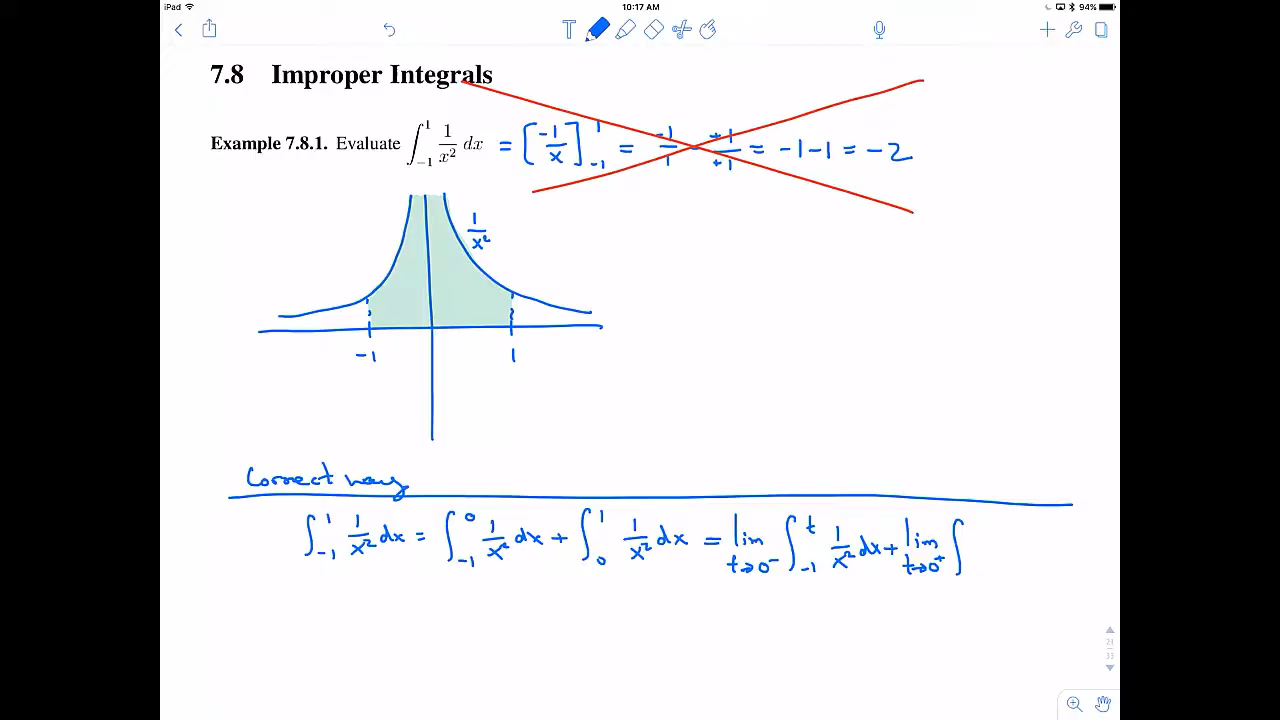 iPad 10:17 AM 94%
7.8 Improper Integrals
Example 7.8.1. Evaluate ∫_{-1}^{1} 1/x² dx = [-1/x]_{-1}^{1} = -1/1 - +1/+1 = -1-1 = -2
1/x²
-1 1
Correct way
∫_{-1}^{1} 1/x² dx = ∫_{-1}^{0} 1/x² dx + ∫_{0}^{1} 1/x² dx = lim_{t→0⁻} ∫_{-1}^{t} 1/x² dx + lim_{t→0⁺} ∫
21
33